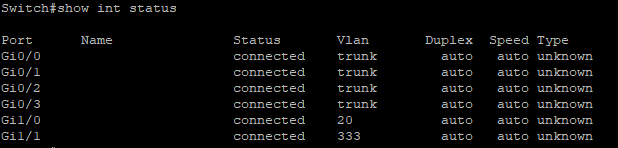 Switch#show int status
Port Name Status Vlan Duplex Speed Type
Gi0/0 connected trunk auto auto unknown
Gi0/1 connected trunk auto auto unknown
Gi0/2 connected trunk auto auto unknown
Gi0/3 connected trunk auto auto unknown
Gi1/0 connected 20 auto auto unknown
Gi1/1 connected 333 auto auto unknown